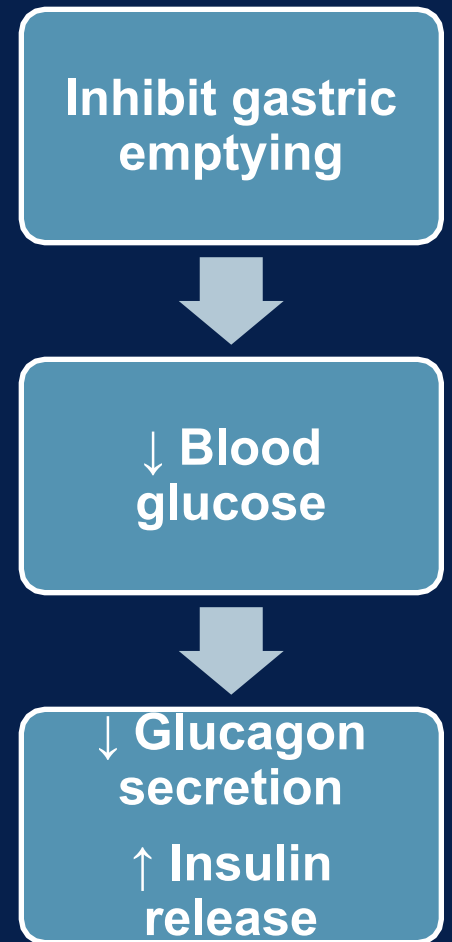 Inhibit gastric
emptying
↓ Blood
glucose
↓ Glucagon
secretion
↑ Insulin
release